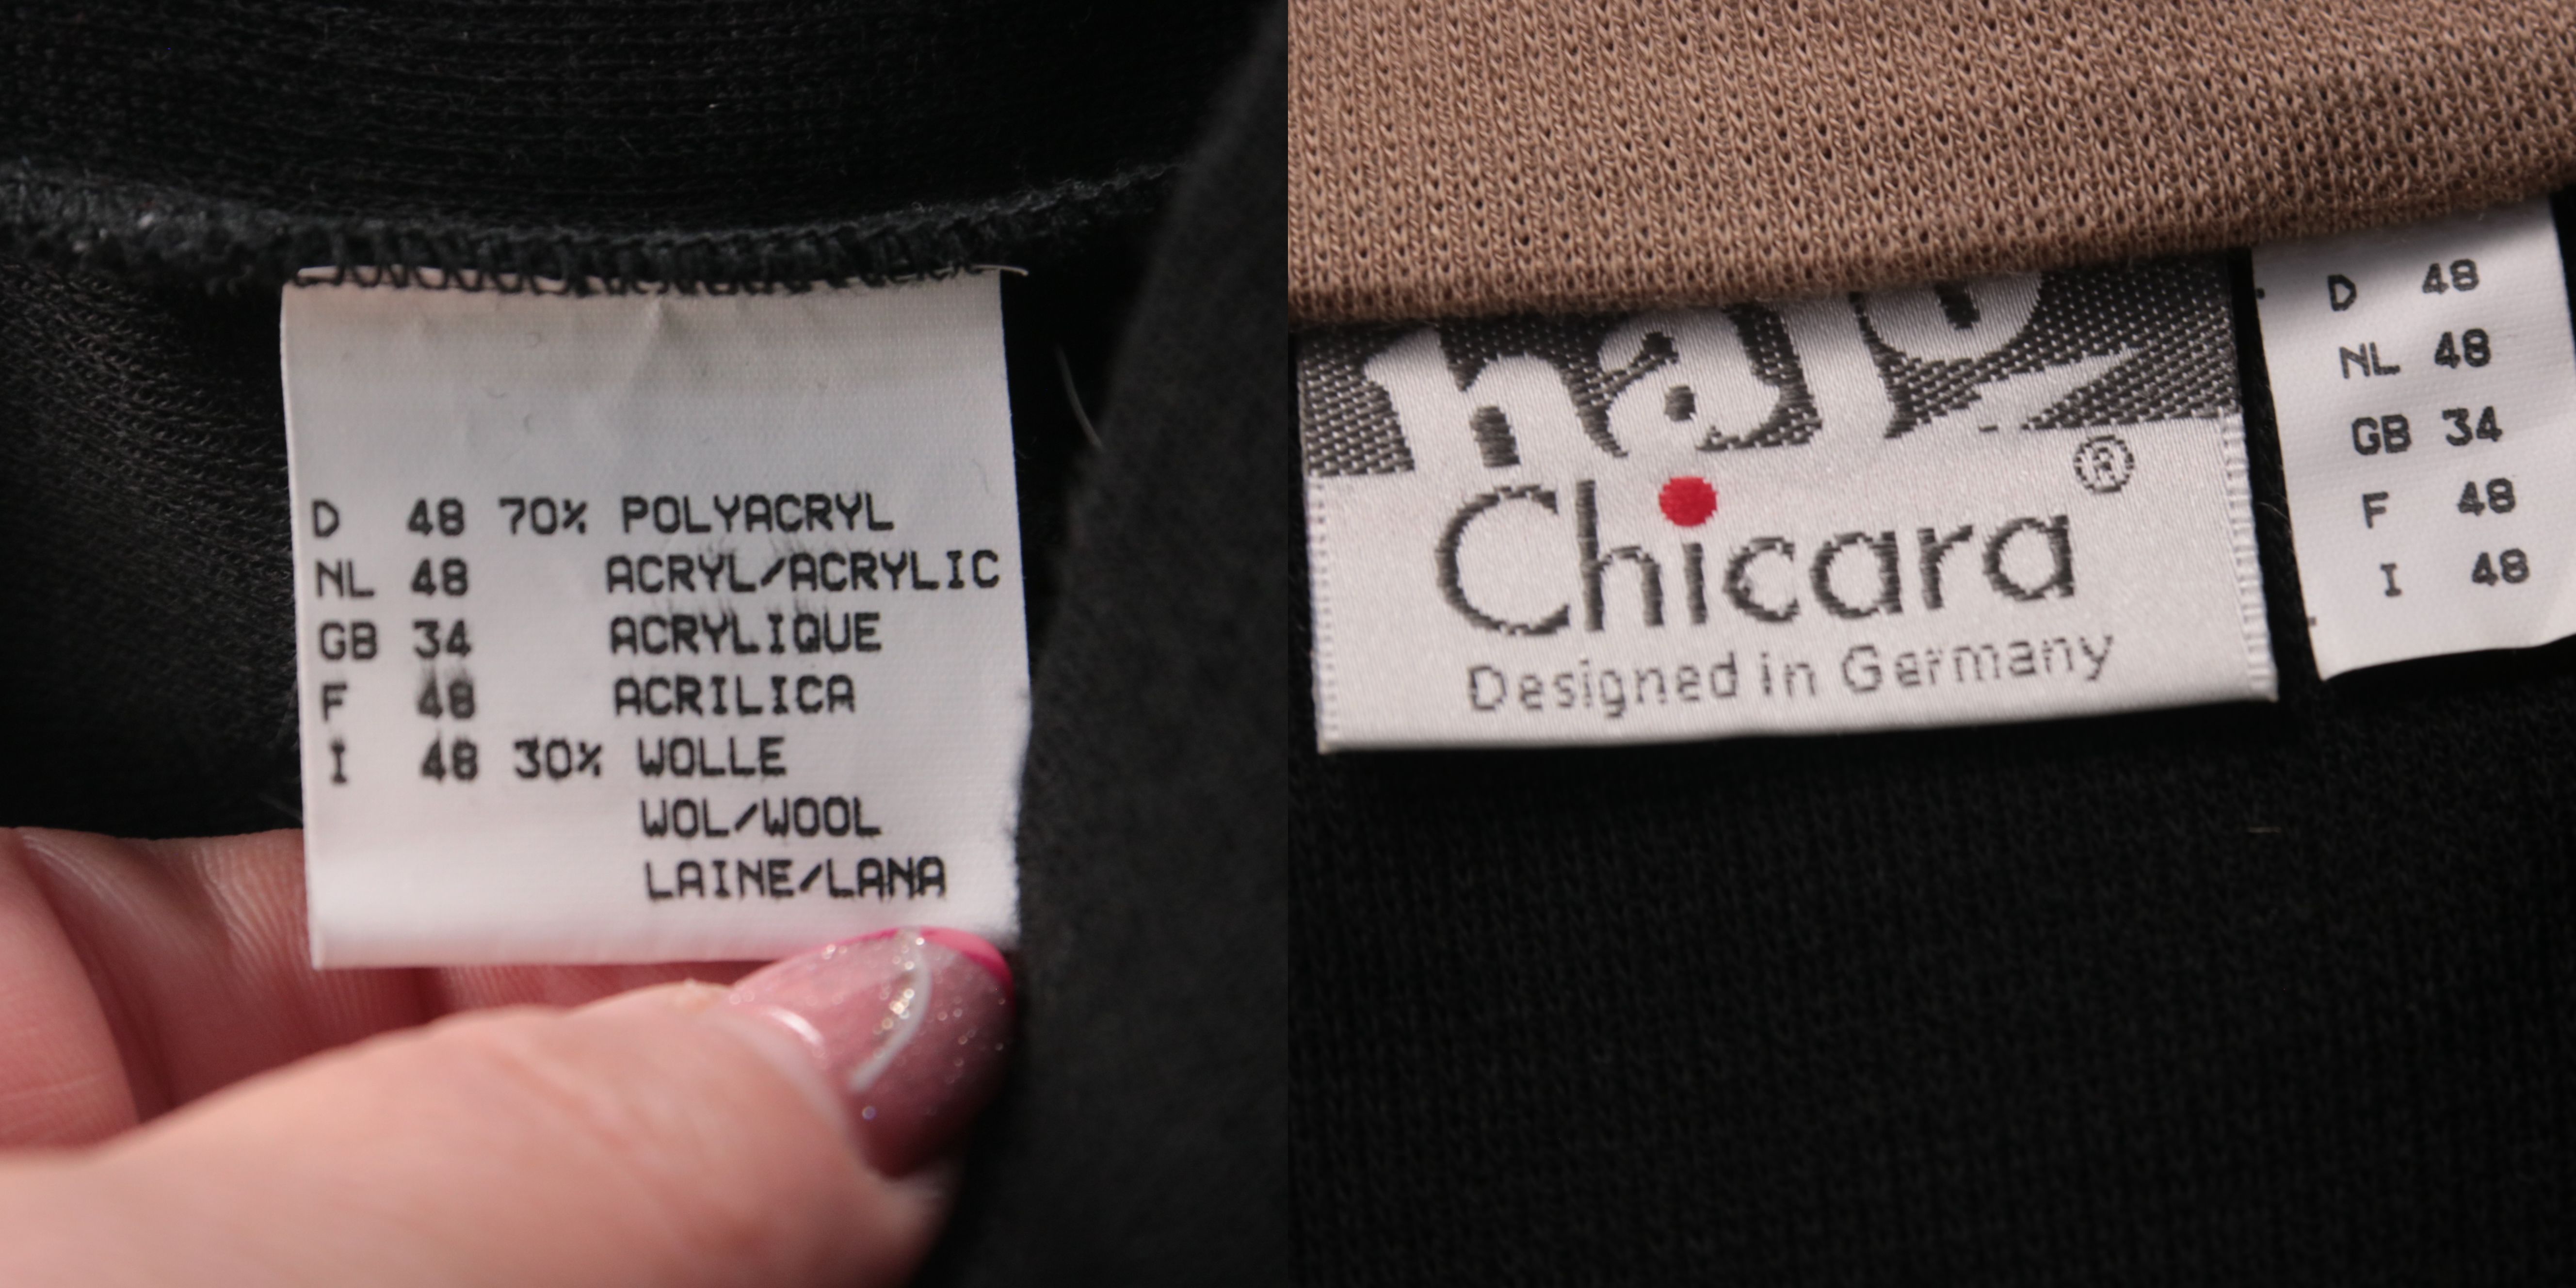 D 48 70% POLYACRYL
NL 48 ACRYL/ACRYLIC
GB 34 ACRYLIQUE
F 48 ACRILICA
I 48 30% WOLLE
WOL/WOOL
LAINE/LANA
hajo
®
Chicara
Designed in Germany
D 48
NL 48
GB 34
F 48
I 48